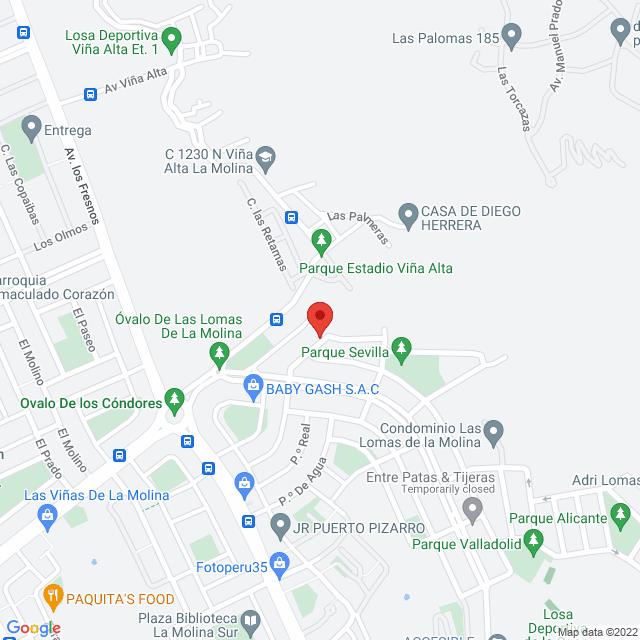 Losa Deportiva
Viña Alta Et. 1
Las Palomas 185
Av. Manuel Prado
Av Viña Alta
Las Torcazas
Entrega
C 1230 N Viña
Alta La Molina
C. Las Copaibas
Av. los Fresnos
Las Palmeras
CASA DE DIEGO
HERRERA
Los Olmos
C. las Retamas
Parque Estadio Viña Alta
maculado Corazón
El Paseo
Óvalo De Las Lomas
De La Molina
Parque Sevilla
El Molino
BABY GASH S.A.C
Ovalo De los Cóndores
El Prado
El Molino
P.º Real
Condominio Las
Lomas de la Molina
P.º De Agua
Entre Patas & Tijeras
Temporarily closed
Adri Lomas
Las Viñas De La Molina
Parque Alicante
JR PUERTO PIZARRO
Parque Valladolid
Fotoperu35
PAQUITA'S FOOD
Plaza Biblioteca
La Molina Sur
Losa
Deportiva
Google
Map data ©2022